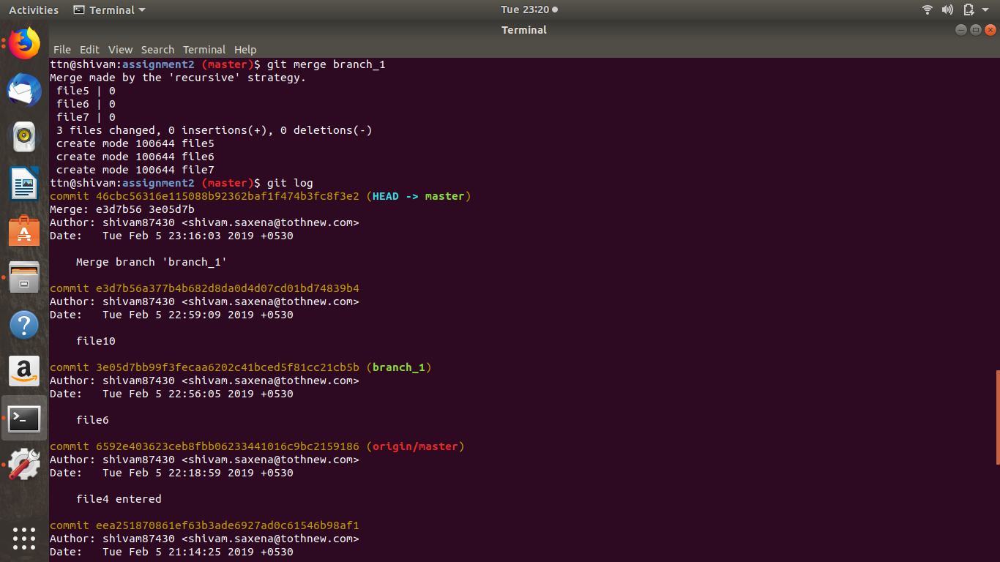 Activities Terminal Tue 23:20
Terminal
File Edit View Search Terminal Help
ttn@shivam:assignment2 (master)$ git merge branch_1
Merge made by the 'recursive' strategy.
 file5 | 0
 file6 | 0
 file7 | 0
 3 files changed, 0 insertions(+), 0 deletions(-)
 create mode 100644 file5
 create mode 100644 file6
 create mode 100644 file7
ttn@shivam:assignment2 (master)$ git log
commit 46cbc56316e115088b92362baf1f474b3fc8f3e2 (HEAD -> master)
Merge: e3d7b56 3e05d7b
Author: shivam87430 <shivam.saxena@tothnew.com>
Date:   Tue Feb 5 23:16:03 2019 +0530
    Merge branch 'branch_1'
commit e3d7b56a377b4b682d8da0d4d07cd01bd74839b4
Author: shivam87430 <shivam.saxena@tothnew.com>
Date:   Tue Feb 5 22:59:09 2019 +0530
    file10
commit 3e05d7bb99f3fecaa6202c41bced5f81cc21cb5b (branch_1)
Author: shivam87430 <shivam.saxena@tothnew.com>
Date:   Tue Feb 5 22:56:05 2019 +0530
    file6
commit 6592e403623ceb8fbb06233441016c9bc2159186 (origin/master)
Author: shivam87430 <shivam.saxena@tothnew.com>
Date:   Tue Feb 5 22:18:59 2019 +0530
    file4 entered
commit eea251870861ef63b3ade6927ad0c61546b98af1
Author: shivam87430 <shivam.saxena@tothnew.com>
Date:   Tue Feb 5 21:14:25 2019 +0530